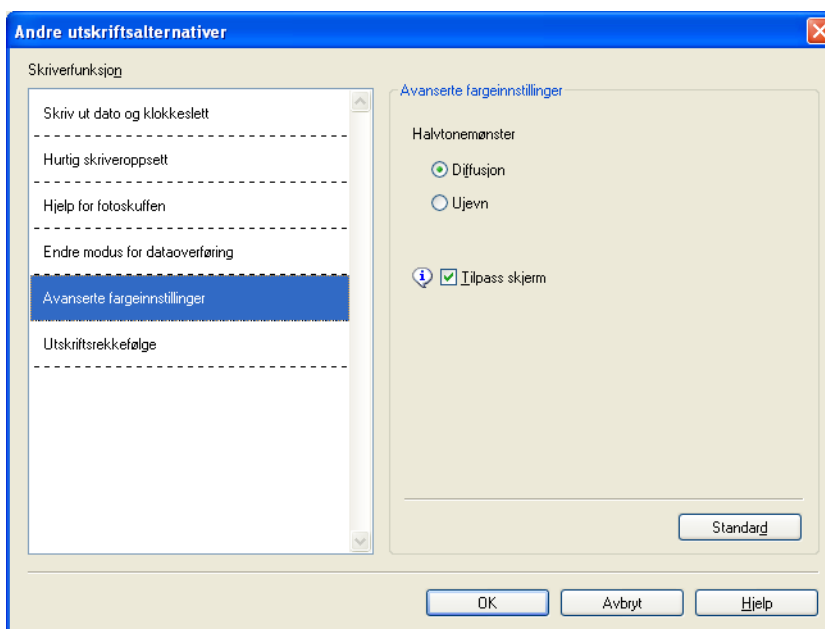 Andre utskriftsalternativer
Skriverfunksjon
Skriv ut dato og klokkeslett
Hurtig skriveroppsett
Hjelp for fotoskuffen
Endre modus for dataoverføring
Avanserte fargeinnstillinger
Utskriftsrekkefølge
Avanserte fargeinnstillinger
Halvtonemønster
Diffusjon
Ujevn
Tilpass skjerm
Standard
OK
Avbryt
Hjelp